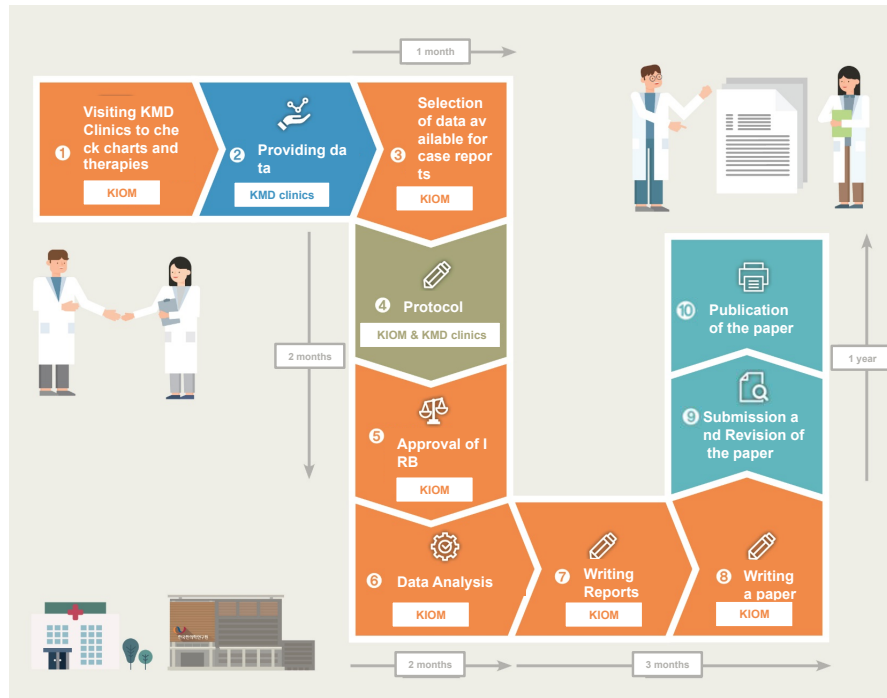 1 month
Visiting KMD
Clinics to che
ck charts and
therapies
1
KIOM
2
Providing da
ta
KMD clinics
Selection
of data av
ailable for
case repor
ts
3
KIOM
4
Protocol
KIOM & KMD clinics
2 months
5
Approval of I
RB
KIOM
6
Data Analysis
KIOM
7
Writing
Reports
KIOM
8
Writing
a paper
KIOM
9
Submission a
nd Revision of
the paper
10
Publication
of the paper
1 year
2 months
3 months